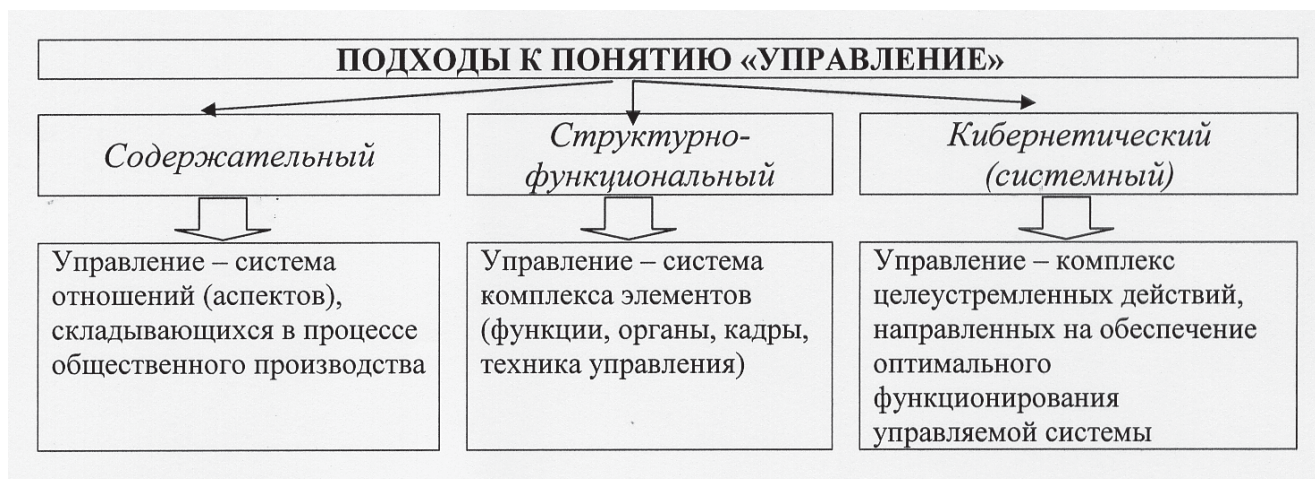 ПОДХОДЫ К ПОНЯТИЮ «УПРАВЛЕНИЕ»
Содержательный
Структурно-
функциональный
Кибернетический
(системный)
Управление – система
отношений (аспектов),
складывающихся в процессе
общественного производства
Управление – система
комплекса элементов
(функции, органы, кадры,
техника управления)
Управление – комплекс
целеустремленных действий,
направленных на обеспечение
оптимального
функционирования
управляемой системы